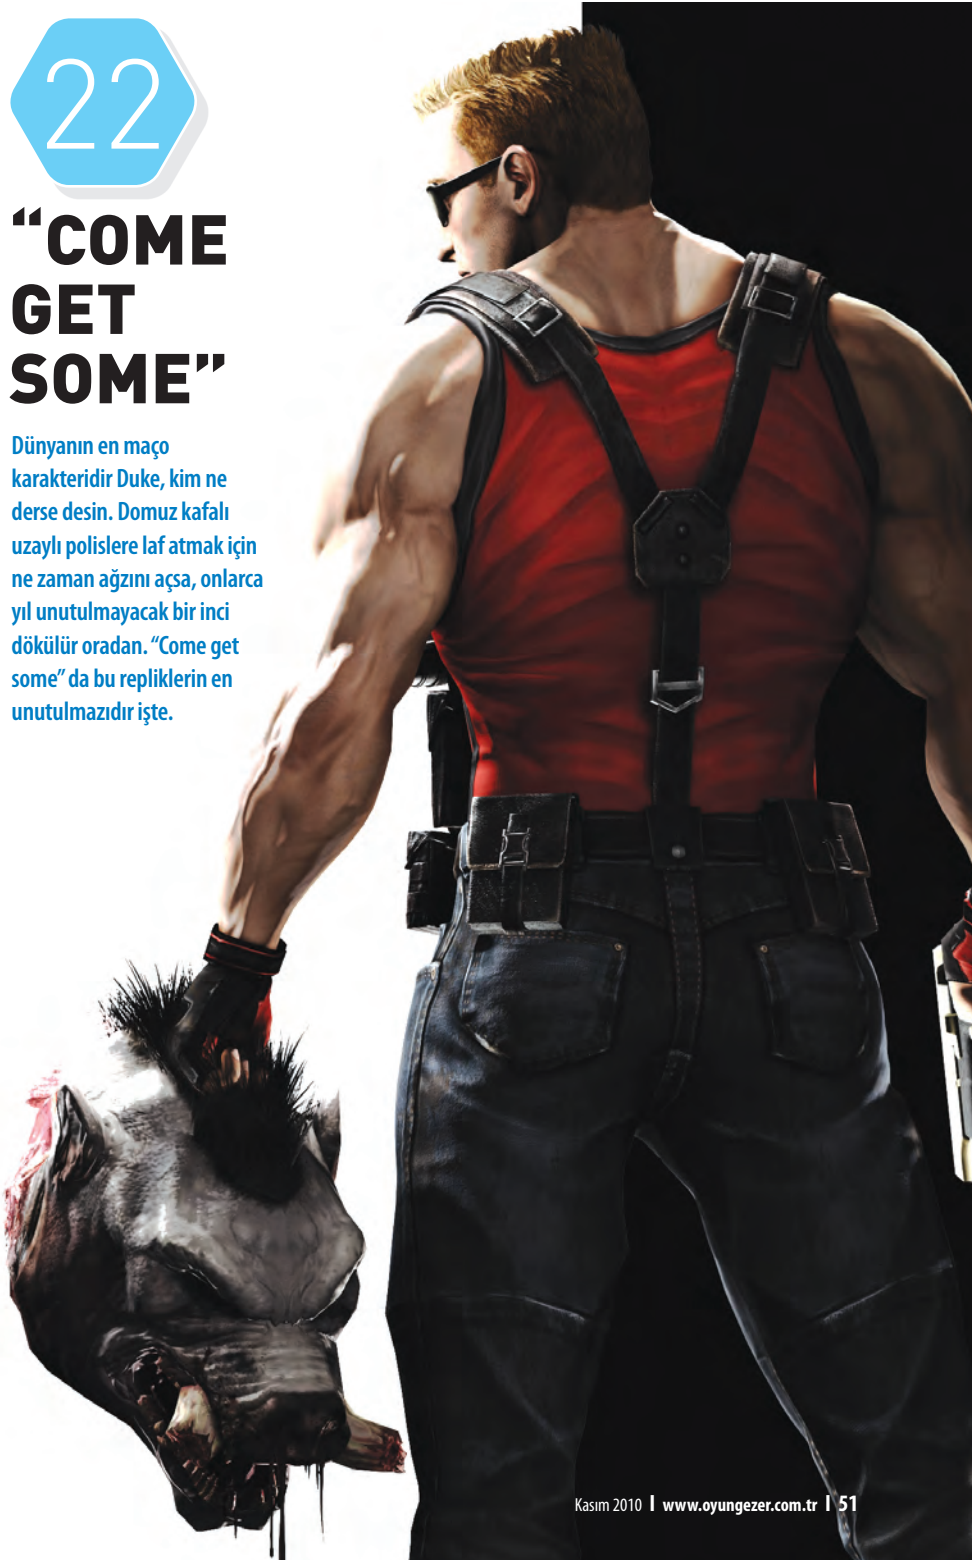 22
“COME
GET
SOME”
Dünyanın en maço
karakteridir Duke, kim ne
derse desin. Domuz kafalı
uzaylı polislere laf atmak için
ne zaman ağzını açsa, onlarca
yıl unutulmayacak bir inci
dökülür oradan. “Come get
some” da bu repliklerin en
unutulmazıdır işte.
Kasım 2010 | www.oyungezer.com.tr | 51